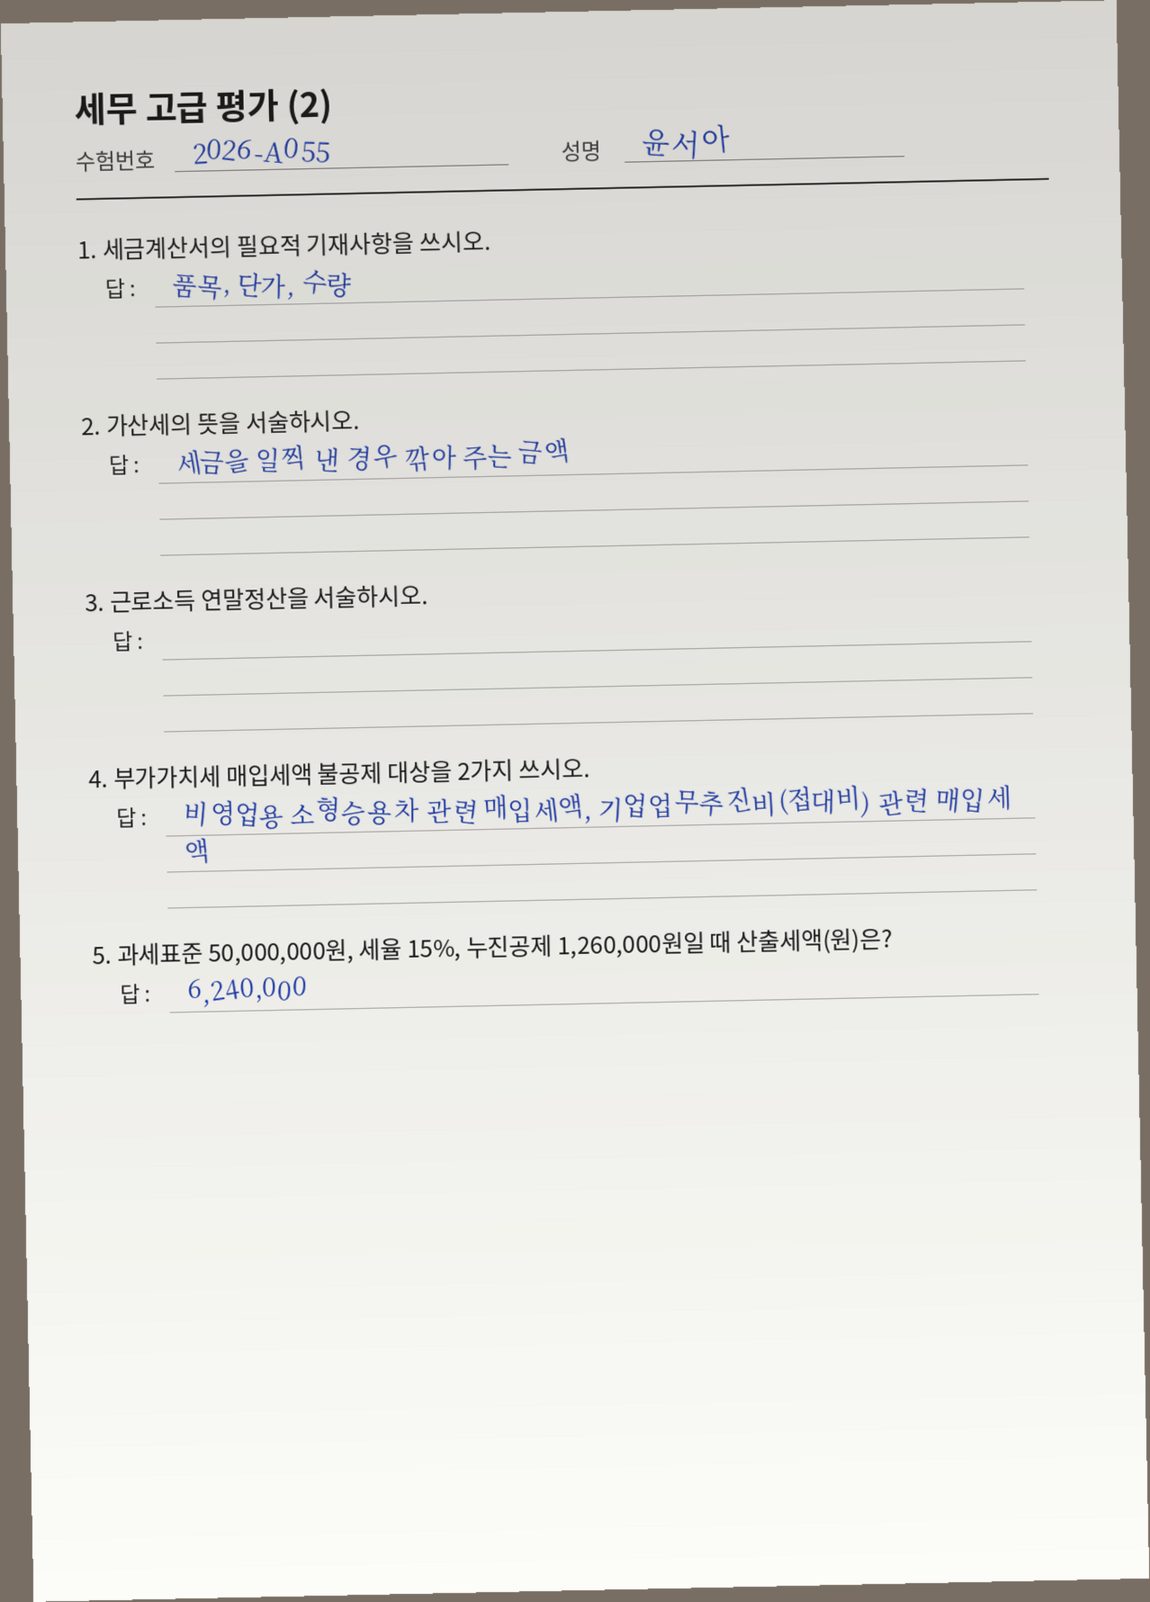 세무 고급 평가 (2)
수험번호 2026-A055 성명 윤서아
1. 세금계산서의 필요적 기재사항을 쓰시오.
답 : 품목, 단가, 수량
2. 가산세의 뜻을 서술하시오.
답 : 세금을 일찍 낸 경우 깎아 주는 금액
3. 근로소득 연말정산을 서술하시오.
답 :
4. 부가가치세 매입세액 불공제 대상을 2가지 쓰시오.
답 : 비영업용 소형승용차 관련 매입세액, 기업업무추진비(접대비) 관련 매입세
액
5. 과세표준 50,000,000원, 세율 15%, 누진공제 1,260,000원일 때 산출세액(원)은?
답 : 6,240,000